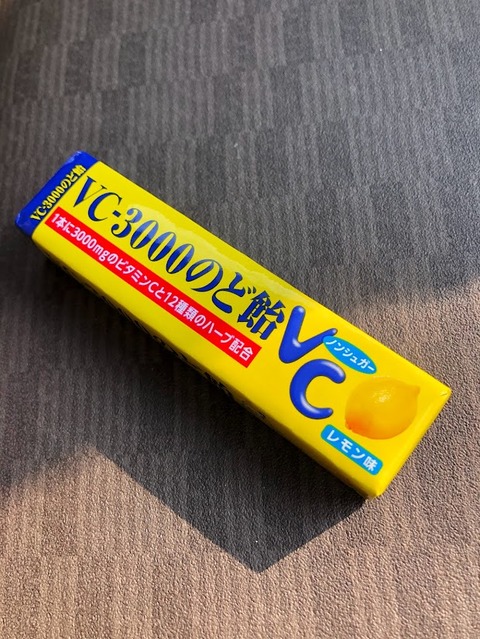 VC-3000のど飴
VC-3000のど飴
1本に3000mgのビタミンCと12種類のハーブ配合
VC
ノンシュガー
レモン味